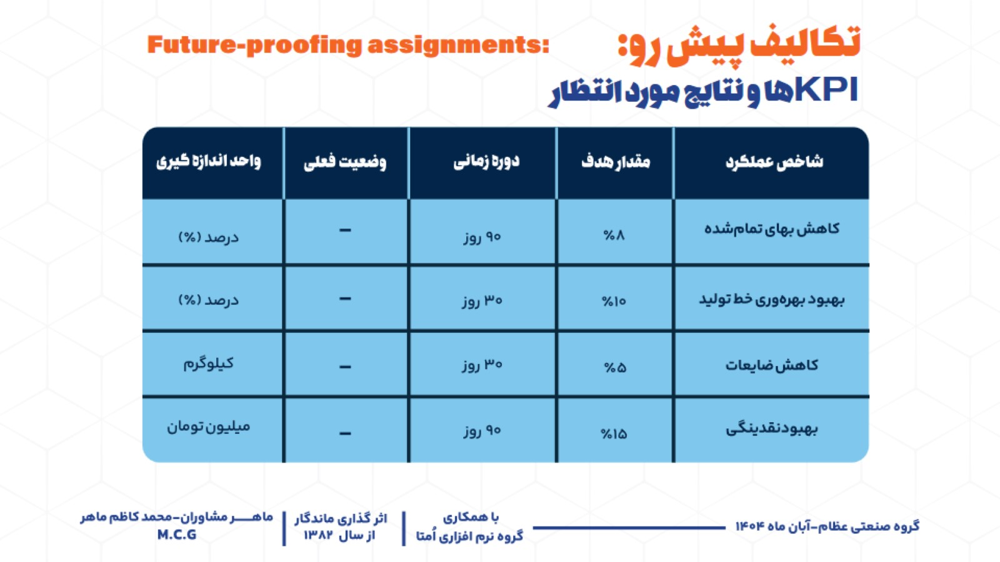 تکالیف پیش رو:
Future-proofing assignments:
KPIها و نتایج مورد انتظار
شاخص عملکرد مقدار هدف دوره زمانی وضعیت فعلی واحد اندازه گیری
کاهش بهای تمام‌شده %۸ ۹۰ روز – درصد (%)
بهبود بهره‌وری خط تولید %۱۰ ۳۰ روز – درصد (%)
کاهش ضایعات %۵ ۳۰ روز – کیلوگرم
بهبودنقدینگی %۱۵ ۹۰ روز – میلیون تومان
گروه صنعتی عظام-آبان ماه ۱۴۰۴
با همکاری
گروه نرم افزاری اُمتا
اثر گذاری ماندگار
از سال ۱۳۸۲
ماهـــر مشاوران-محمد کاظم ماهر
M.C.G